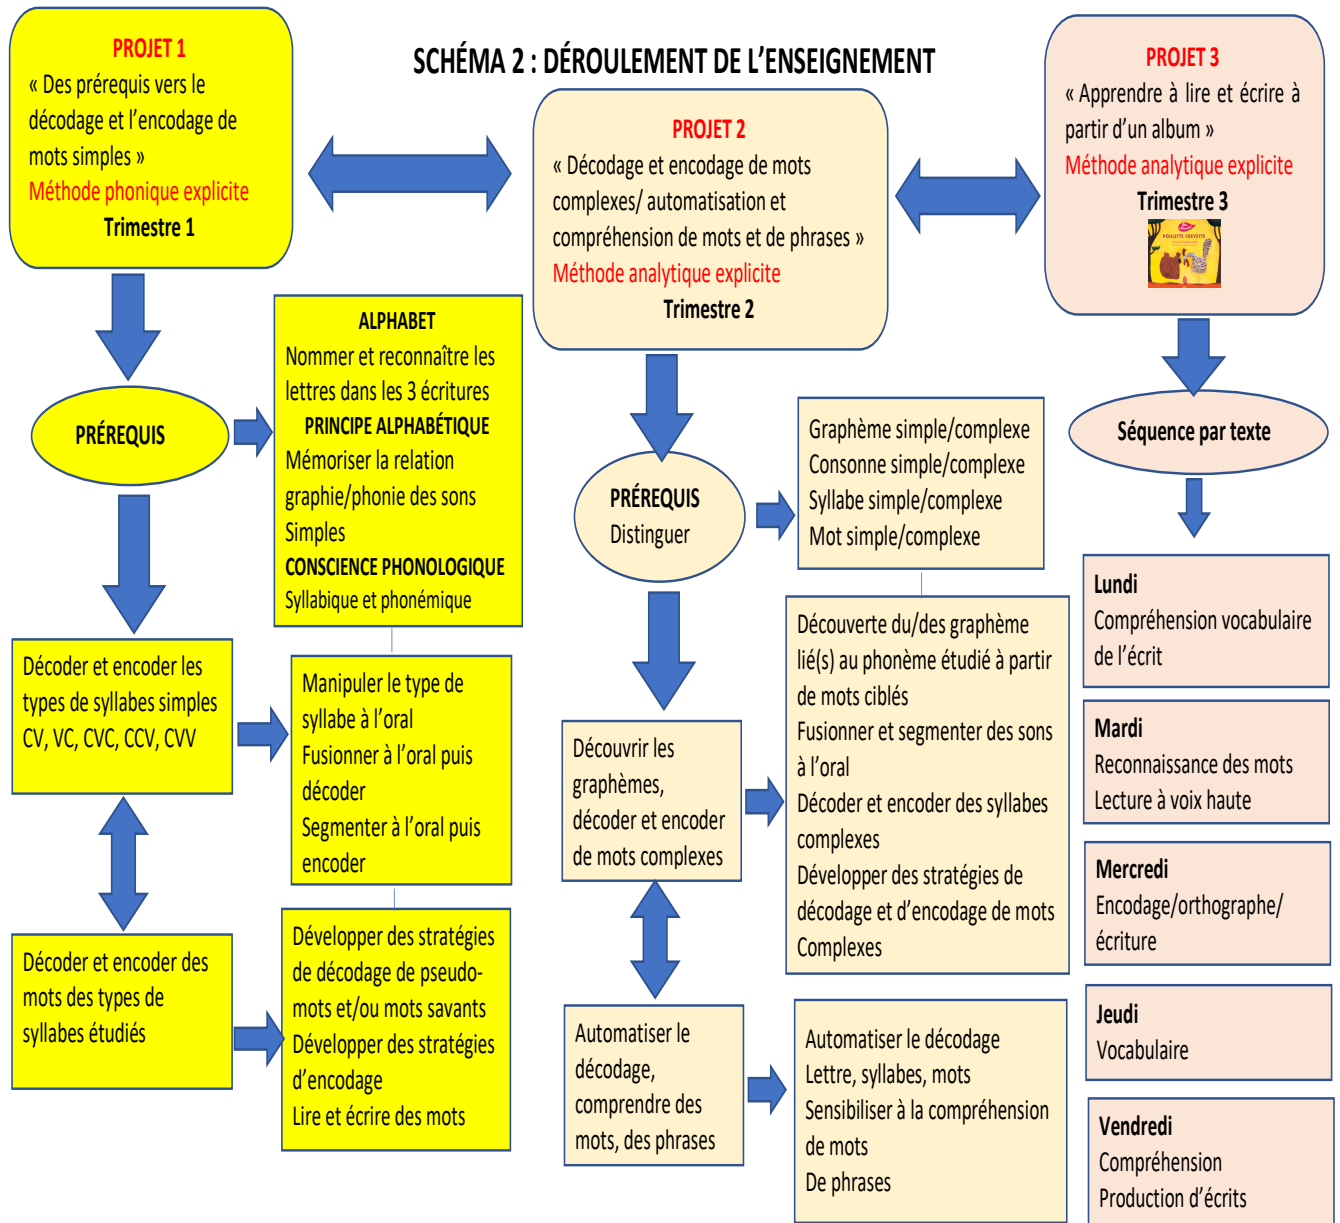 SCHÉMA 2 : DÉROULEMENT DE L’ENSEIGNEMENT
PROJET 1
« Des prérequis vers le
décodage et l’encodage de
mots simples »
Méthode phonique explicite
Trimestre 1
PRÉREQUIS
ALPHABET
Nommer et reconnaître les
lettres dans les 3 écritures
PRINCIPE ALPHABÉTIQUE
Mémoriser la relation
graphie/phonie des sons
Simples
CONSCIENCE PHONOLOGIQUE
Syllabique et phonémique
Décoder et encoder les
types de syllabes simples
CV, VC, CVC, CCV, CVV
Manipuler le type de
syllabe à l’oral
Fusionner à l’oral puis
décoder
Segmenter à l’oral puis
encoder
Décoder et encoder des
mots des types de
syllabes étudiés
Développer des stratégies
de décodage de pseudo-
mots et/ou mots savants
Développer des stratégies
d’encodage
Lire et écrire des mots
PROJET 2
« Décodage et encodage de mots
complexes/ automatisation et
compréhension de mots et de phrases »
Méthode analytique explicite
Trimestre 2
PRÉREQUIS
Distinguer
Graphème simple/complexe
Consonne simple/complexe
Syllabe simple/complexe
Mot simple/complexe
Découvrir les
graphèmes,
décoder et encoder
de mots complexes
Découverte du/des graphème
lié(s) au phonème étudié à partir
de mots ciblés
Fusionner et segmenter des sons
à l’oral
Décoder et encoder des syllabes
complexes
Développer des stratégies de
décodage et d’encodage de mots
Complexes
Automatiser le
décodage,
comprendre des
mots, des phrases
Automatiser le décodage
Lettre, syllabes, mots
Sensibiliser à la compréhension
de mots
De phrases
PROJET 3
« Apprendre à lire et écrire à
partir d’un album »
Méthode analytique explicite
Trimestre 3
POULETTE CREVETTE
Séquence par texte
Lundi
Compréhension vocabulaire
de l’écrit
Mardi
Reconnaissance des mots
Lecture à voix haute
Mercredi
Encodage/orthographe/
écriture
Jeudi
Vocabulaire
Vendredi
Compréhension
Production d’écrits